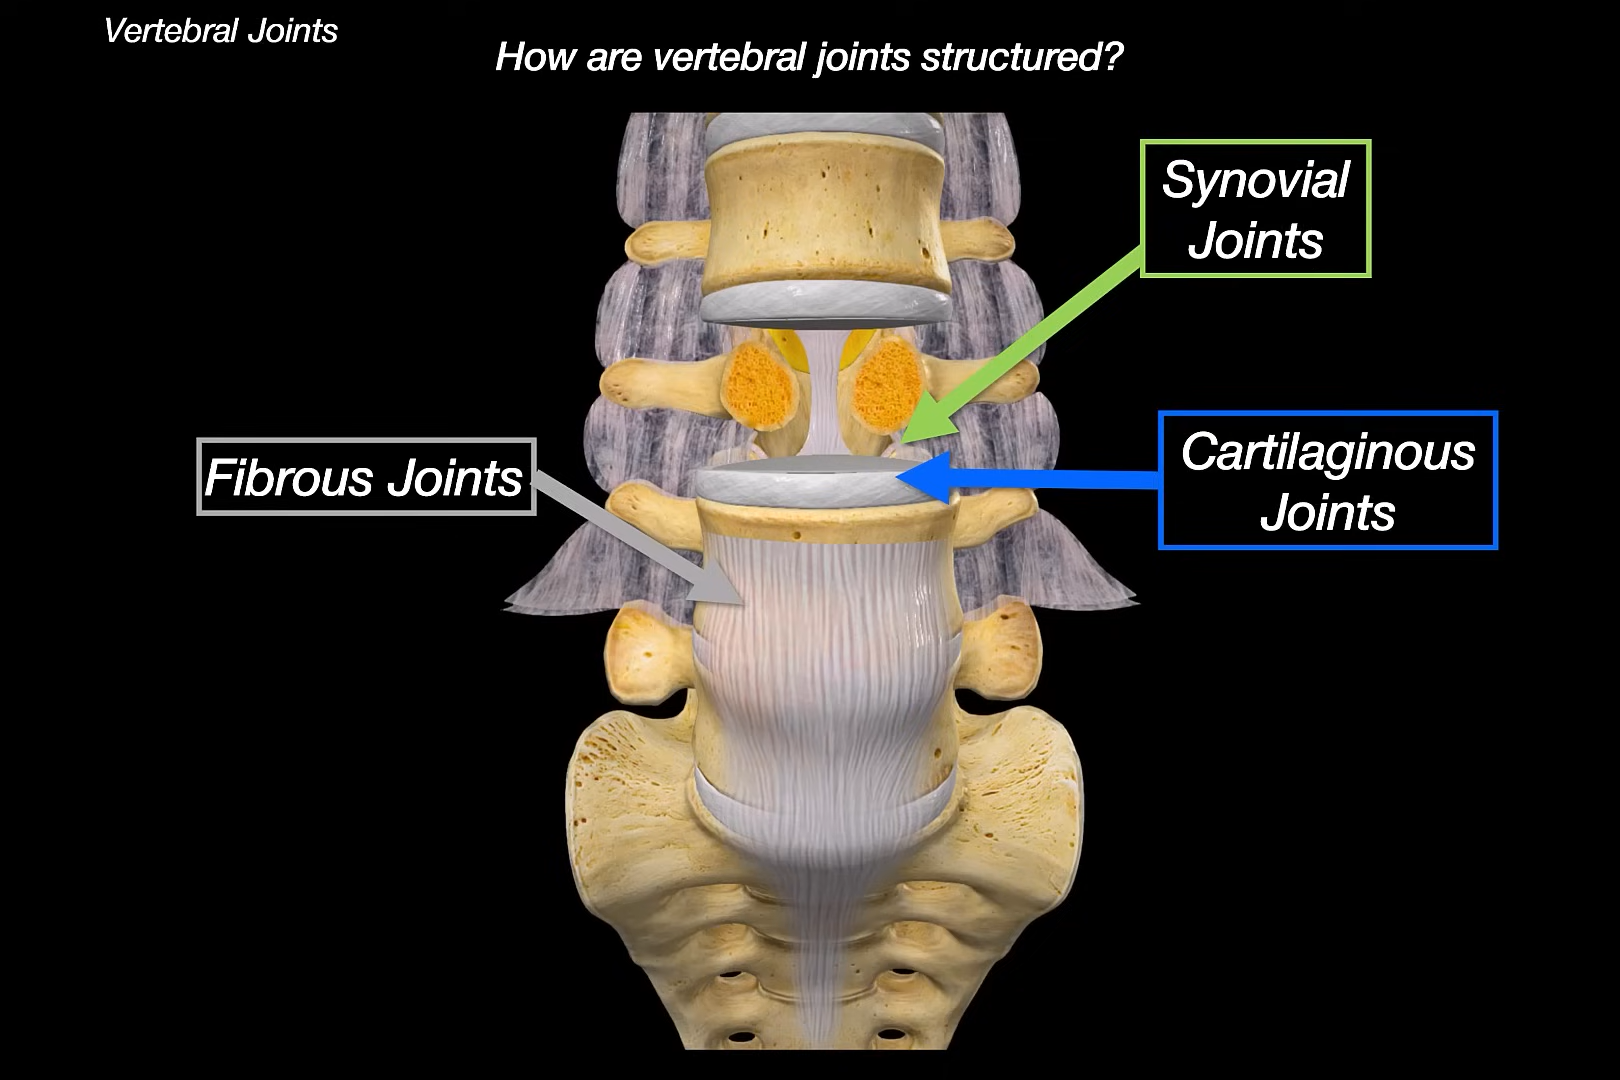 Vertebral Joints
How are vertebral joints structured?
Synovial
Joints
Cartilaginous
Joints
Fibrous Joints